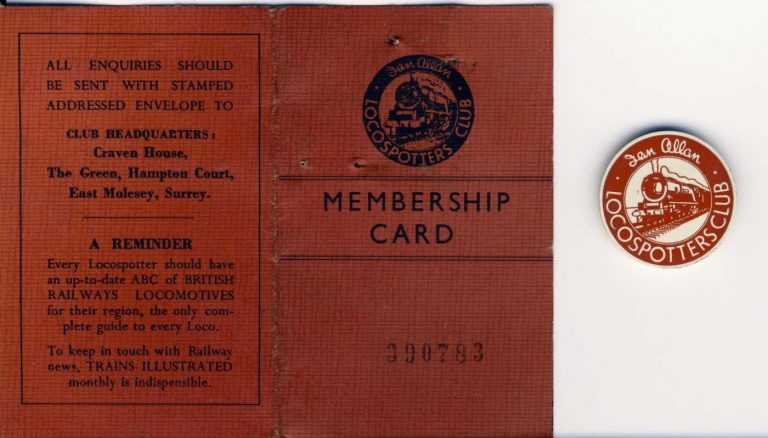 ALL ENQUIRIES SHOULD
BE SENT WITH STAMPED
ADDRESSED ENVELOPE TO
CLUB HEADQUARTERS:
Craven House,
The Green, Hampton Court,
East Molesey, Surrey.
A REMINDER
Every Locospotter should have
an up-to-date ABC of BRITISH
RAILWAYS LOCOMOTIVES
for their region, the only com-
plete guide to every Loco.
To keep in touch with Railway
news, TRAINS ILLUSTRATED
monthly is indispensible.
Ian Allan
LOCOSPOTTERS CLUB
MEMBERSHIP
CARD
390783
Ian Allan
LOCOSPOTTERS CLUB